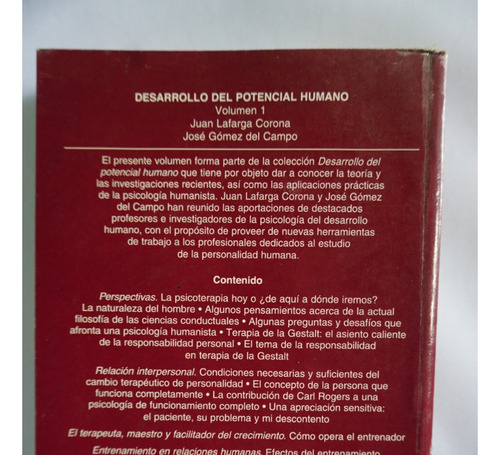 DESARROLLO DEL POTENCIAL HUMANO
Volumen 1
Juan Lafarga Corona
José Gómez del Campo
El presente volumen forma parte de la colección Desarrollo del
potencial humano que tiene por objeto dar a conocer la teoría y
las investigaciones recientes, así como las aplicaciones prácticas
de la psicología humanista. Juan Lafarga Corona y José Gómez
del Campo han reunido las aportaciones de destacados
profesores e investigadores de la psicología del desarrollo
humano, con el propósito de proveer de nuevas herramientas
de trabajo a los profesionales dedicados al estudio
de la personalidad humana.
Contenido
Perspectivas. La psicoterapia hoy o ¿de aquí a dónde iremos?
La naturaleza del hombre • Algunos pensamientos acerca de la actual
filosofía de las ciencias conductuales • Algunas preguntas y desafíos que
afronta una psicología humanista • Terapia de la Gestalt: el asiento caliente
de la responsabilidad personal • El tema de la responsabilidad
en terapia de la Gestalt
Relación interpersonal. Condiciones necesarias y suficientes del
cambio terapéutico de personalidad • El concepto de la persona que
funciona completamente • La contribución de Carl Rogers a una
psicología de funcionamiento completo • Una apreciación sensitiva:
el paciente, su problema y mi descontento
El terapeuta, maestro y facilitador del crecimiento. Cómo opera el entrenador
Entrenamiento en relaciones humanas. Efectos del entrenamiento